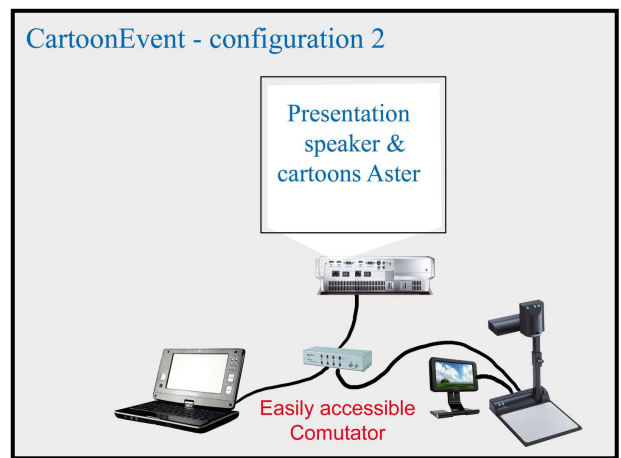 CartoonEvent - configuration 2
Presentation
speaker &
cartoons Aster
Easily accessible
Comutator